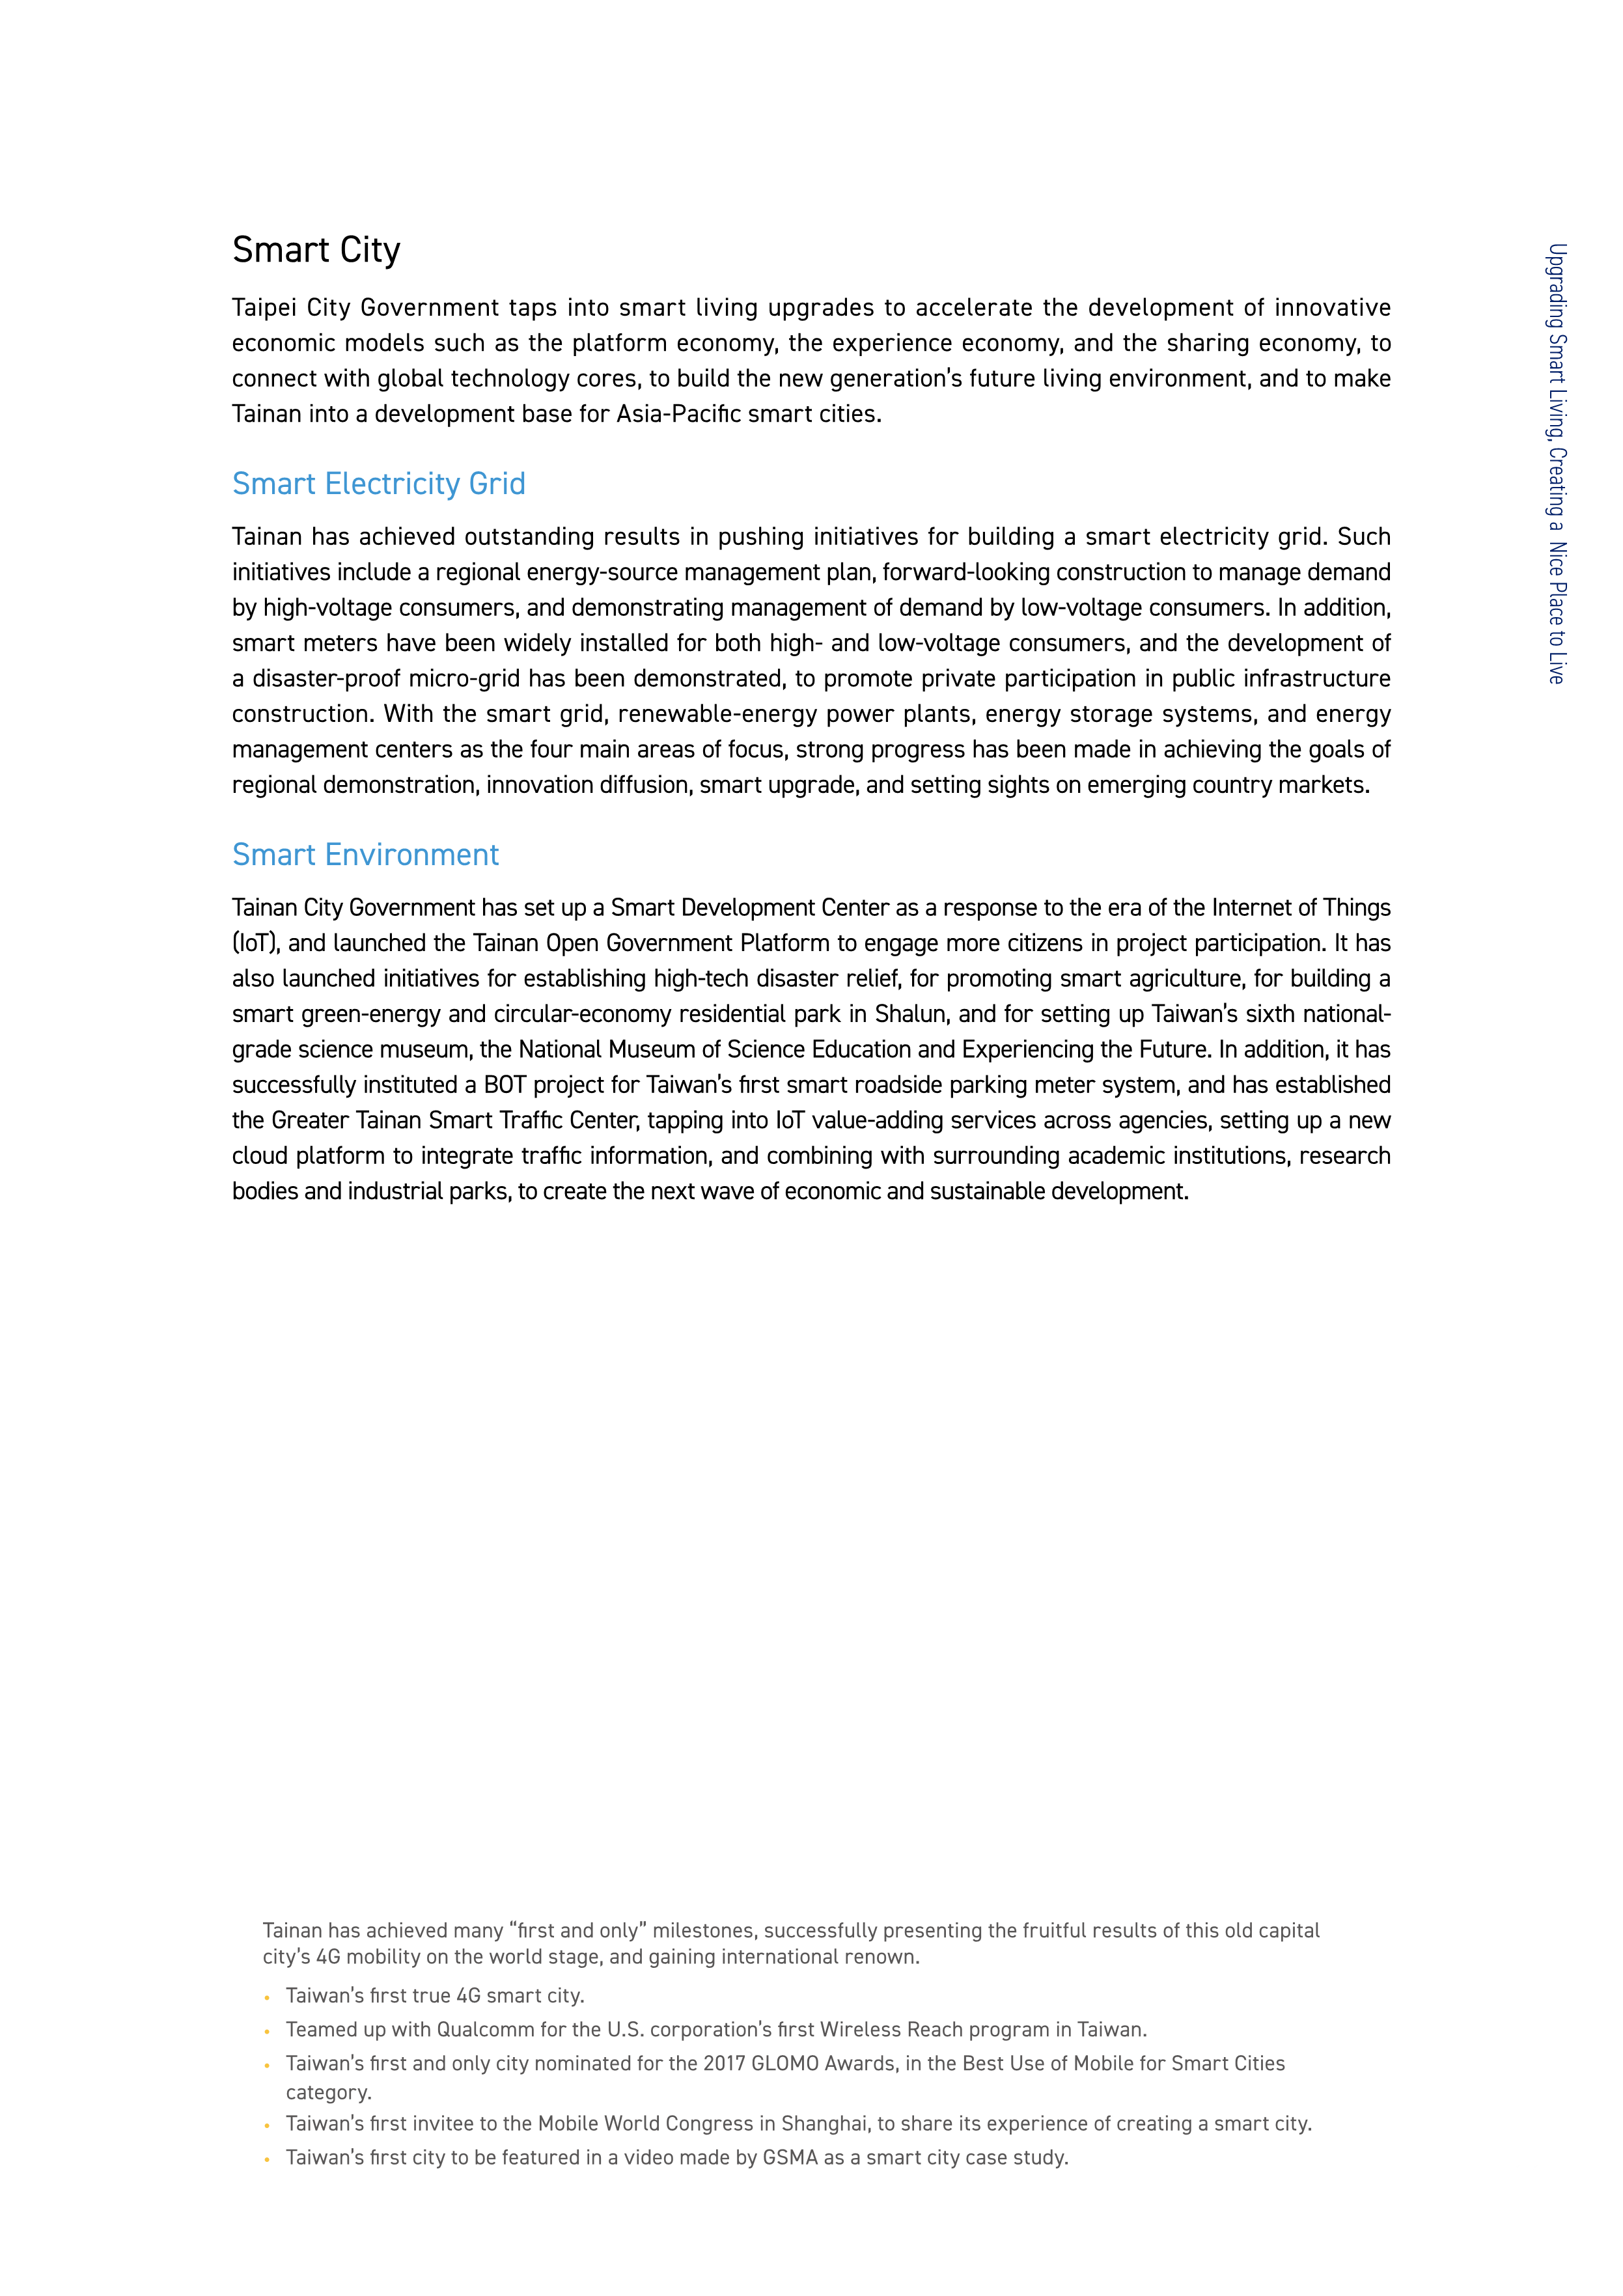 Smart City
Taipei City Government taps into smart living upgrades to accelerate the development of innovative
economic models such as the platform economy, the experience economy, and the sharing economy, to
connect with global technology cores, to build the new generation’s future living environment, and to make
Tainan into a development base for Asia-Pacific smart cities.
Smart Electricity Grid
Tainan has achieved outstanding results in pushing initiatives for building a smart electricity grid. Such
initiatives include a regional energy-source management plan, forward-looking construction to manage demand
by high-voltage consumers, and demonstrating management of demand by low-voltage consumers. In addition,
smart meters have been widely installed for both high- and low-voltage consumers, and the development of
a disaster-proof micro-grid has been demonstrated, to promote private participation in public infrastructure
construction. With the smart grid, renewable-energy power plants, energy storage systems, and energy
management centers as the four main areas of focus, strong progress has been made in achieving the goals of
regional demonstration, innovation diffusion, smart upgrade, and setting sights on emerging country markets.
Smart Environment
Tainan City Government has set up a Smart Development Center as a response to the era of the Internet of Things
(IoT), and launched the Tainan Open Government Platform to engage more citizens in project participation. It has
also launched initiatives for establishing high-tech disaster relief, for promoting smart agriculture, for building a
smart green-energy and circular-economy residential park in Shalun, and for setting up Taiwan’s sixth national-
grade science museum, the National Museum of Science Education and Experiencing the Future. In addition, it has
successfully instituted a BOT project for Taiwan’s first smart roadside parking meter system, and has established
the Greater Tainan Smart Traffic Center, tapping into IoT value-adding services across agencies, setting up a new
cloud platform to integrate traffic information, and combining with surrounding academic institutions, research
bodies and industrial parks, to create the next wave of economic and sustainable development.
Tainan has achieved many “first and only” milestones, successfully presenting the fruitful results of this old capital
city’s 4G mobility on the world stage, and gaining international renown.
• Taiwan’s first true 4G smart city.
• Teamed up with Qualcomm for the U.S. corporation’s first Wireless Reach program in Taiwan.
• Taiwan’s first and only city nominated for the 2017 GLOMO Awards, in the Best Use of Mobile for Smart Cities
category.
• Taiwan’s first invitee to the Mobile World Congress in Shanghai, to share its experience of creating a smart city.
• Taiwan’s first city to be featured in a video made by GSMA as a smart city case study.
Upgrading Smart Living, Creating a Nice Place to Live